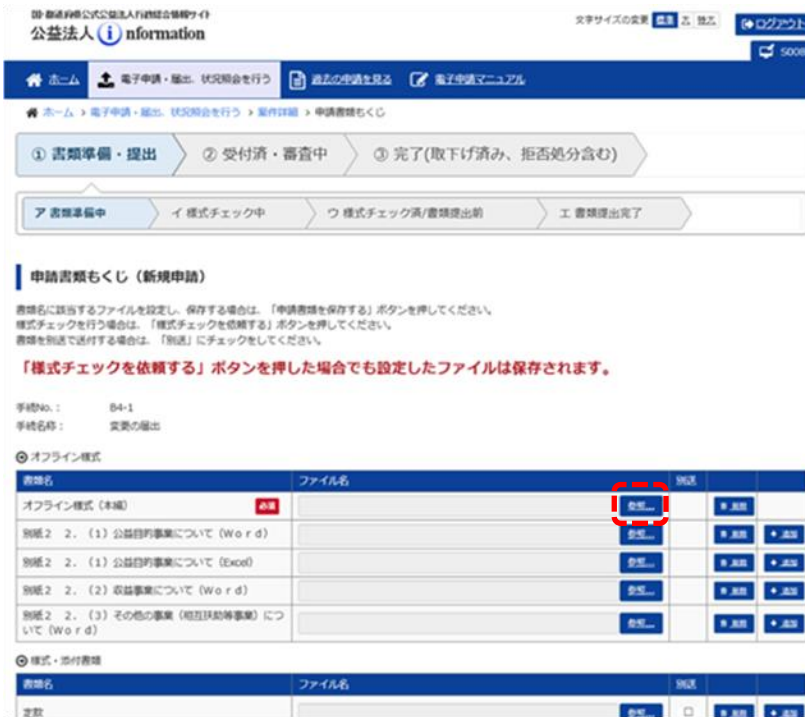 国・都道府県公式公益法人行政総合情報サイト
公益法人 information
文字サイズの変更 標準 大 特大
ログアウト
ホーム 電子申請・届出、状況照会を行う 過去の申請を見る 電子申請マニュアル
ホーム > 電子申請・届出、状況照会を行う > 案件詳細 > 申請書類もくじ
① 書類準備・提出 ② 受付済・審査中 ③ 完了(取下げ済み、拒否処分含む)
ア 書類準備中 イ 様式チェック中 ウ 様式チェック済/書類提出前 エ 書類提出完了
申請書類もくじ（新規申請）
書類名に該当するファイルを設定し、保存する場合は、「申請書類を保存する」ボタンを押してください。
様式チェックを行う場合は、「様式チェックを依頼する」ボタンを押してください。
書類を別送で送付する場合は、「別送」にチェックをしてください。
「様式チェックを依頼する」ボタンを押した場合でも設定したファイルは保存されます。
手続No.： B4-1
手続名称： 変更の届出
オフライン様式
書類名 ファイル名 別送
オフライン様式（本編） 必須 参照... 削除
別紙２ ２．（１）公益目的事業について（Ｗｏｒｄ） 参照... 削除 追加
別紙２ ２．（１）公益目的事業について（Excel） 参照... 削除 追加
別紙２ ２．（２）収益事業について（Ｗｏｒｄ） 参照... 削除 追加
別紙２ ２．（３）その他の事業（相互扶助等事業）につ
いて（Ｗｏｒｄ） 参照... 削除 追加
様式・添付書類
書類名 ファイル名 別送
定款 参照... 削除 追加